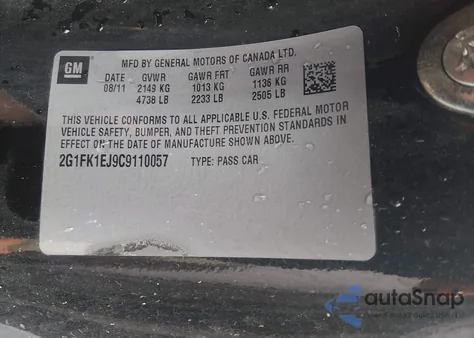 GM
MFD BY GENERAL MOTORS OF CANADA LTD.
DATE GVWR GAWR FRT GAWR RR
08/11 2149 KG 1013 KG 1136 KG
4738 LB 2233 LB 2505 LB
THIS VEHICLE CONFORMS TO ALL APPLICABLE U.S. FEDERAL MOTOR
VEHICLE SAFETY, BUMPER, AND THEFT PREVENTION STANDARDS IN
EFFECT ON THE DATE OF MANUFACTURE SHOWN ABOVE.
2G1FK1EJ9C9110057 TYPE: PASS CAR
autoSnap